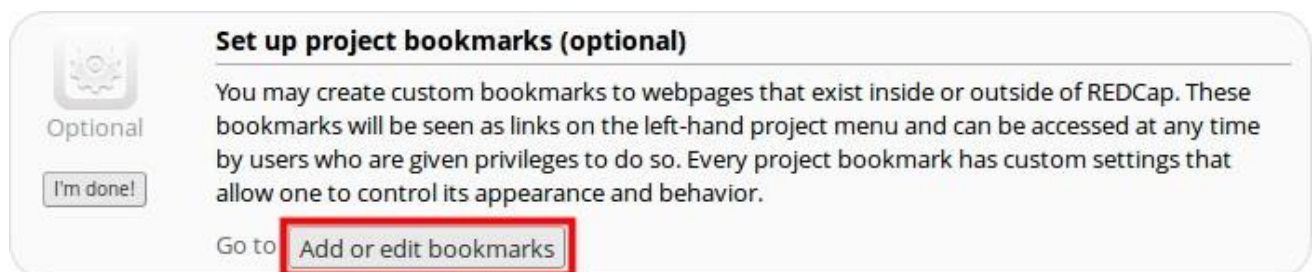 Set up project bookmarks (optional)
You may create custom bookmarks to webpages that exist inside or outside of REDCap. These
bookmarks will be seen as links on the left-hand project menu and can be accessed at any time
by users who are given privileges to do so. Every project bookmark has custom settings that
allow one to control its appearance and behavior.
Optional
I'm done!
Go to Add or edit bookmarks